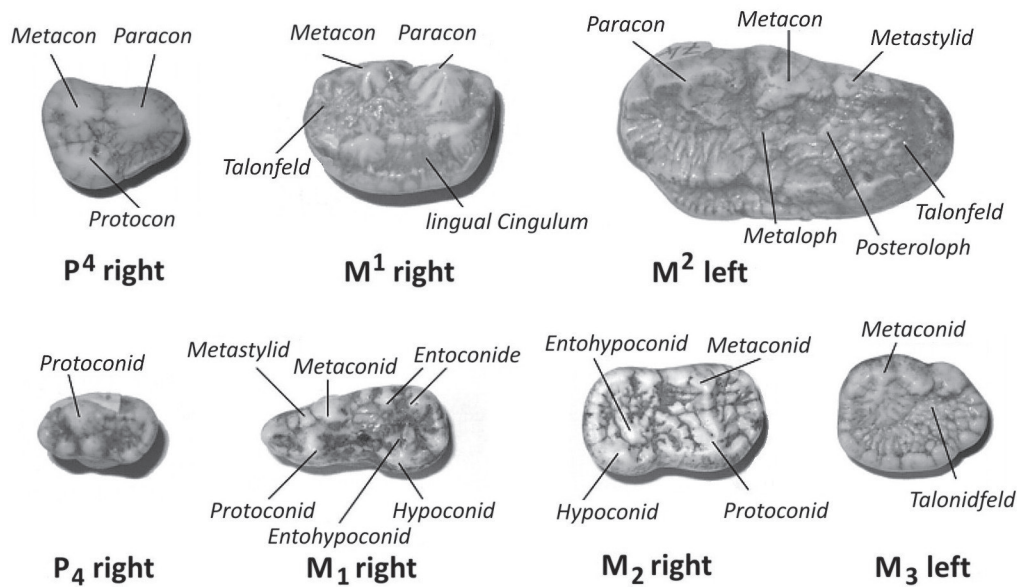 Metacon Paracon
Protocon
P4 right
Metacon Paracon
Talonfeld
lingual Cingulum
M1 right
Paracon Metacon Metastylid
Talonfeld
Metaloph Posteroloph
M2 left
Protoconid
P4 right
Metastylid Metaconid Entoconide
Protoconid Hypoconid
Entohypoconid
M1 right
Entohypoconid Metaconid
Hypoconid Protoconid
M2 right
Metaconid
Talonidfeld
M3 left